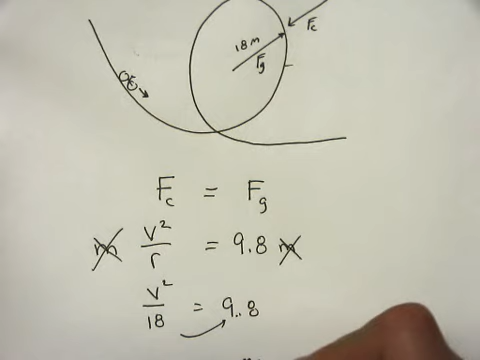 18 m
Fg
Fc
Fc = Fg
m v²/r = 9.8 m
v²/18 = 9.8